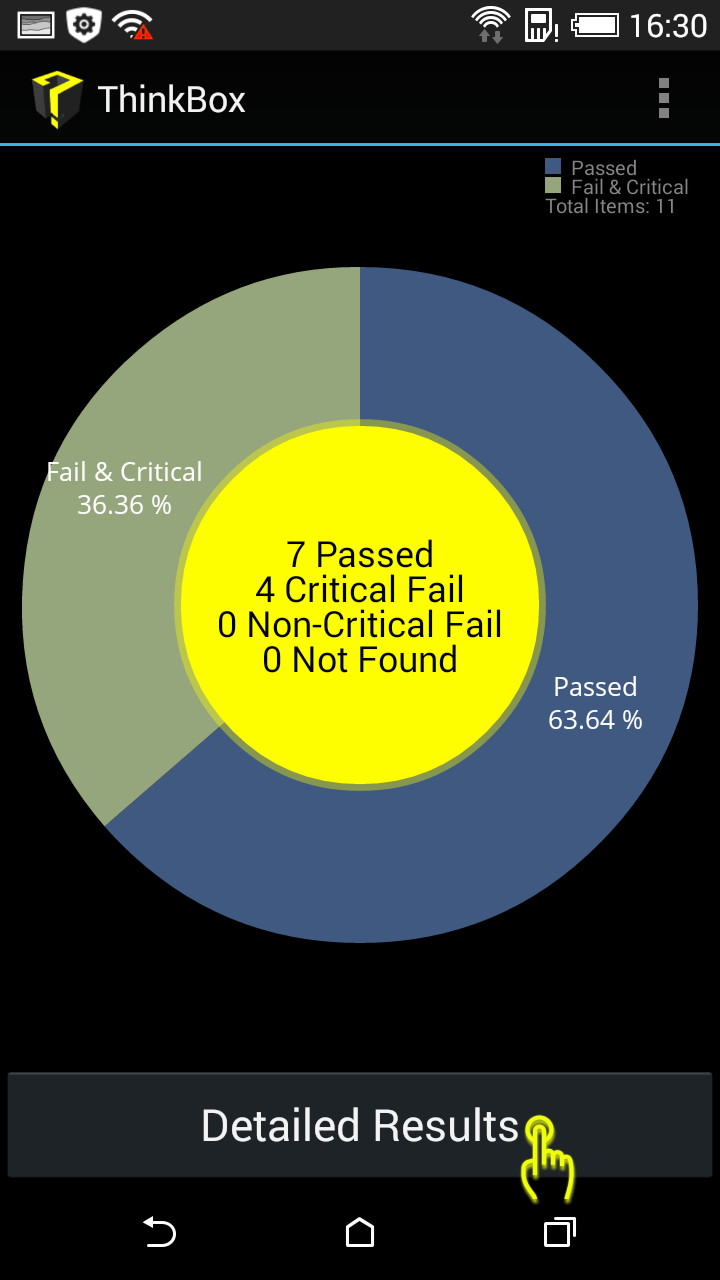 16:30
ThinkBox
Passed
Fail & Critical
Total Items: 11
Fail & Critical
36.36 %
7 Passed
4 Critical Fail
0 Non-Critical Fail
0 Not Found
Passed
63.64 %
Detailed Results